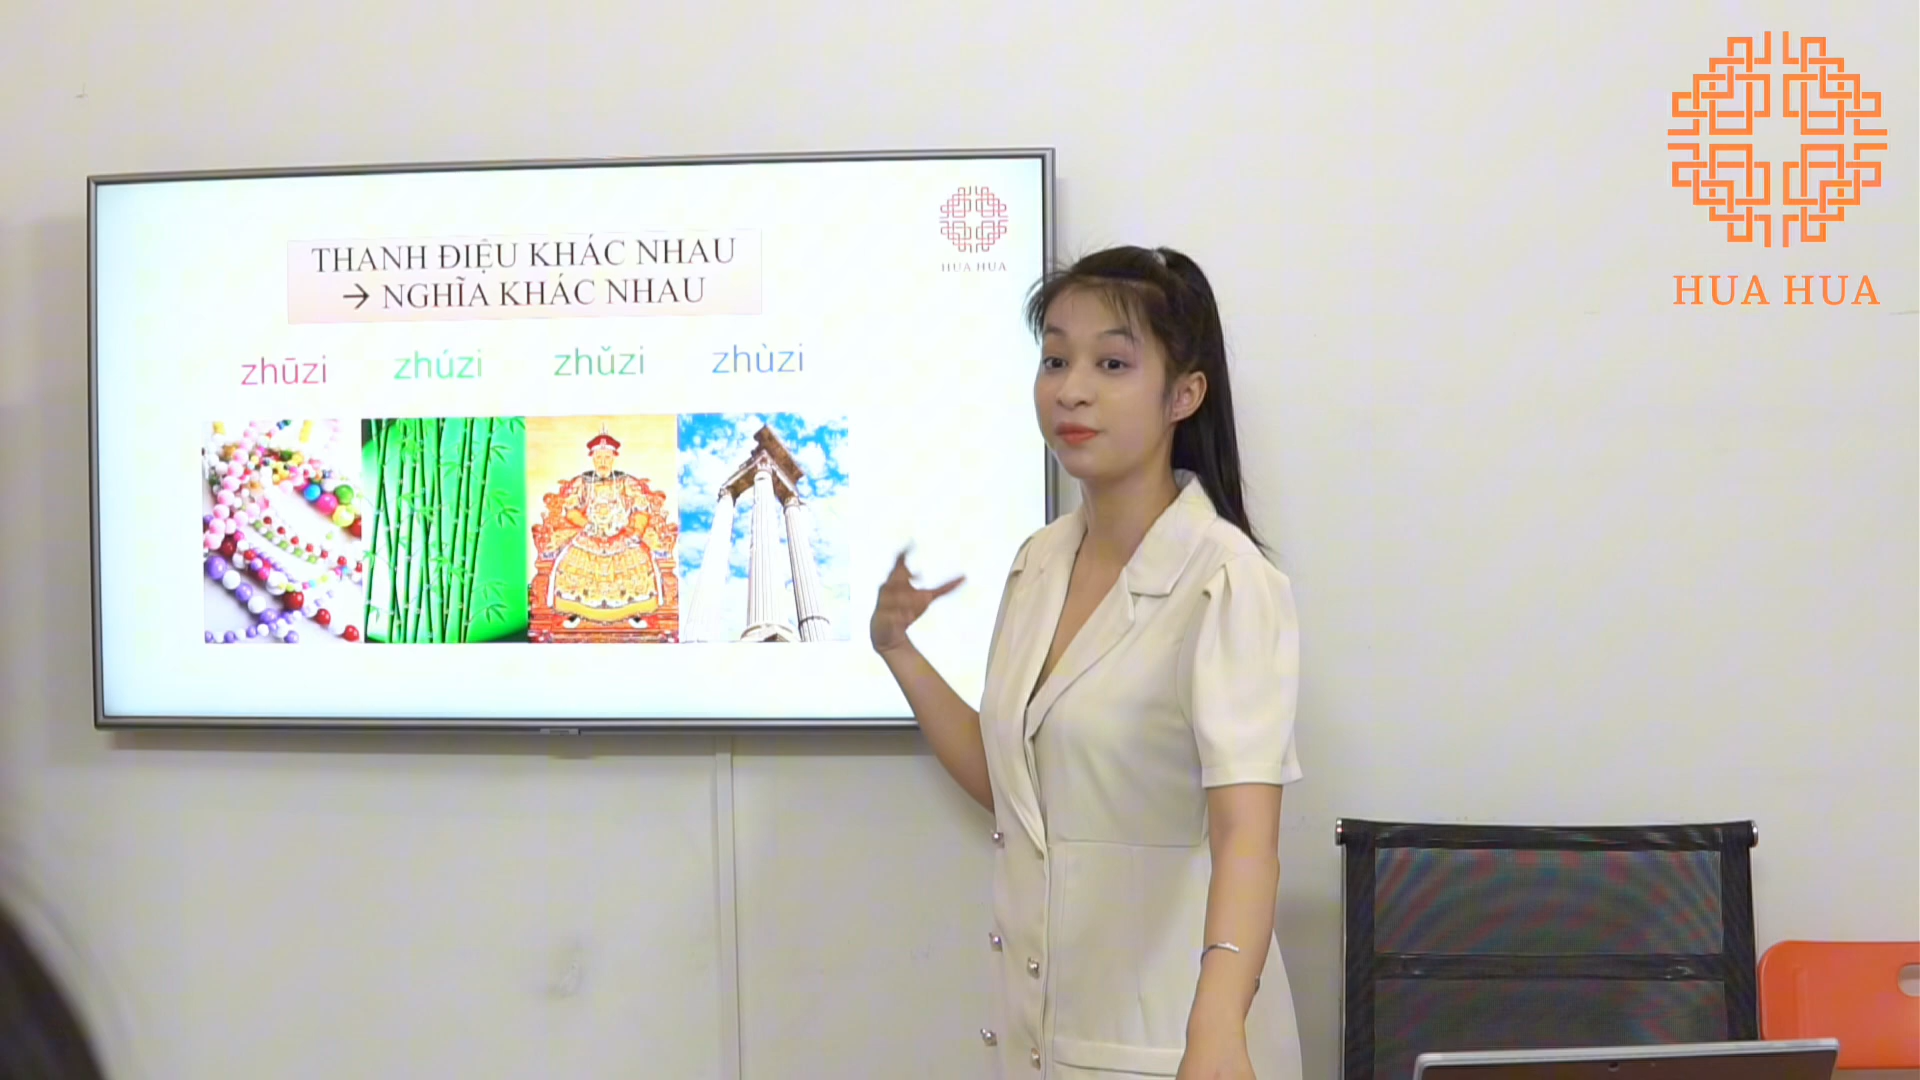 HUA HUA
THANH ĐIỆU KHÁC NHAU
→ NGHĨA KHÁC NHAU
HUA HUA
zhūzi zhúzi zhǔzi zhùzi